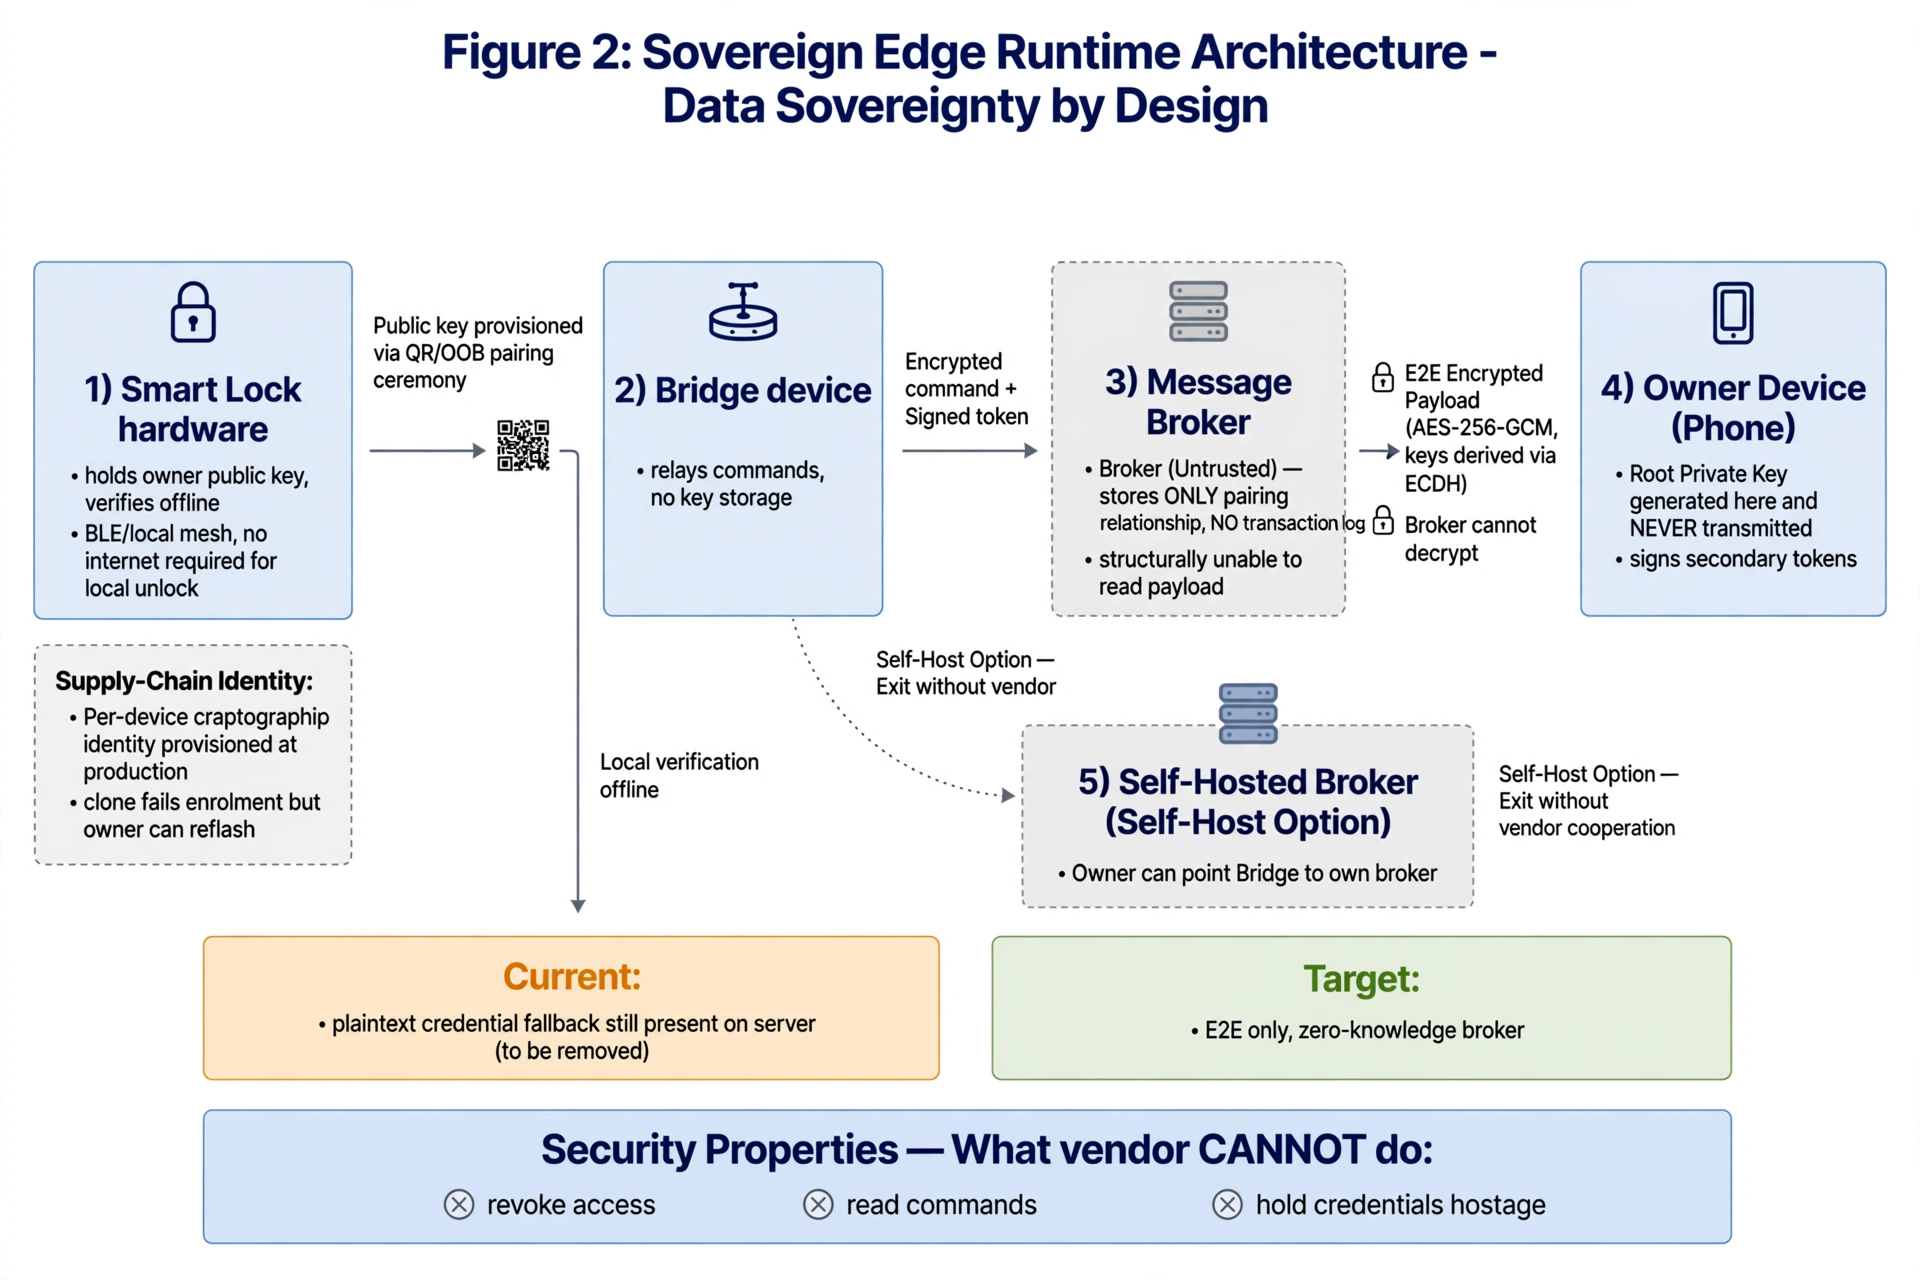 Figure 2: Sovereign Edge Runtime Architecture -
Data Sovereignty by Design
1) Smart Lock
hardware
• holds owner public key,
verifies offline
• BLE/local mesh, no
internet required for
local unlock
Public key provisioned
via QR/OOB pairing
ceremony
2) Bridge device
• relays commands,
no key storage
Encrypted
command +
Signed token
3) Message
Broker
• Broker (Untrusted) —
stores ONLY pairing
relationship, NO transaction log
• structurally unable to
read payload
E2E Encrypted
Payload
(AES-256-GCM,
keys derived via
ECDH)
Broker cannot
decrypt
4) Owner Device
(Phone)
• Root Private Key
generated here and
NEVER transmitted
• signs secondary tokens
Supply-Chain Identity:
• Per-device craptographip
identity provisioned at
production
• clone fails enrolment but
owner can reflash
Local verification
offline
Self-Host Option —
Exit without vendor
5) Self-Hosted Broker
(Self-Host Option)
• Owner can point Bridge to own broker
Self-Host Option —
Exit without
vendor cooperation
Current:
• plaintext credential fallback still present on server
(to be removed)
Target:
• E2E only, zero-knowledge broker
Security Properties — What vendor CANNOT do:
revoke access
read commands
hold credentials hostage